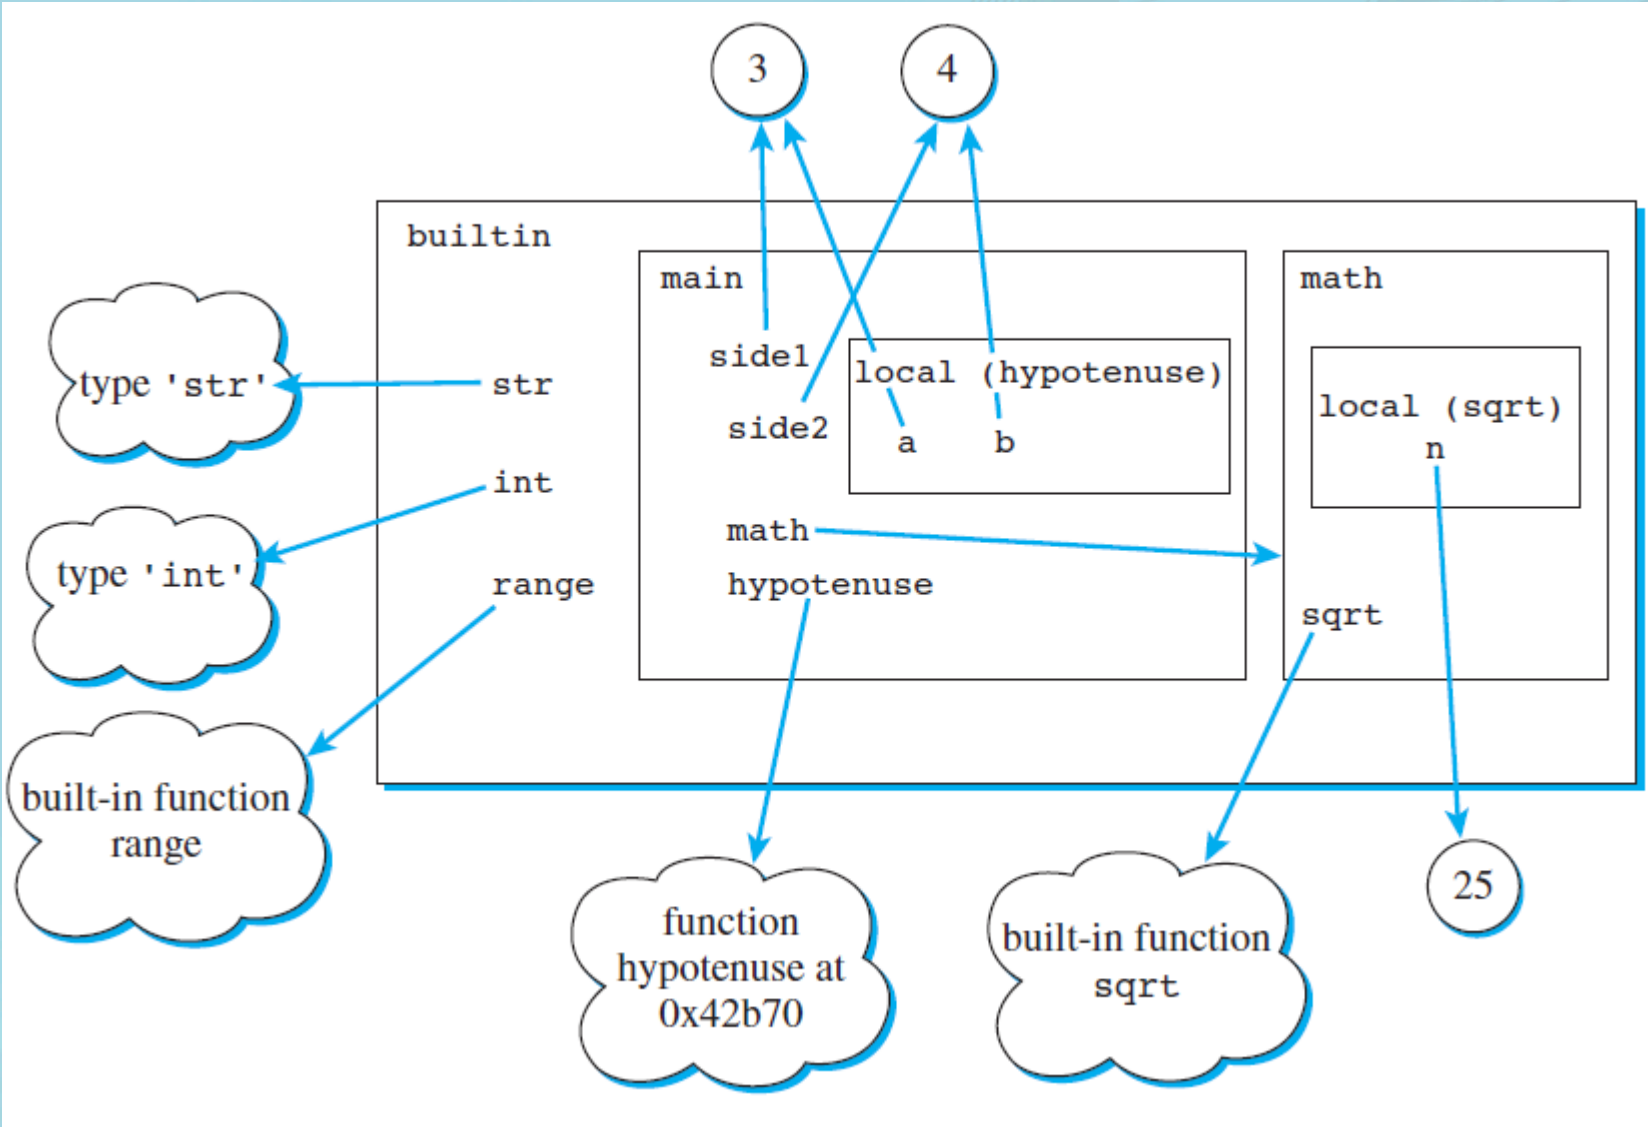 3
4
builtin
main
math
side1
local (hypotenuse)
type 'str'
str
local (sqrt)
side2
a
b
n
int
math
type 'int'
range
hypotenuse
sqrt
built-in function
range
function
hypotenuse at
0x42b70
built-in function
sqrt
25